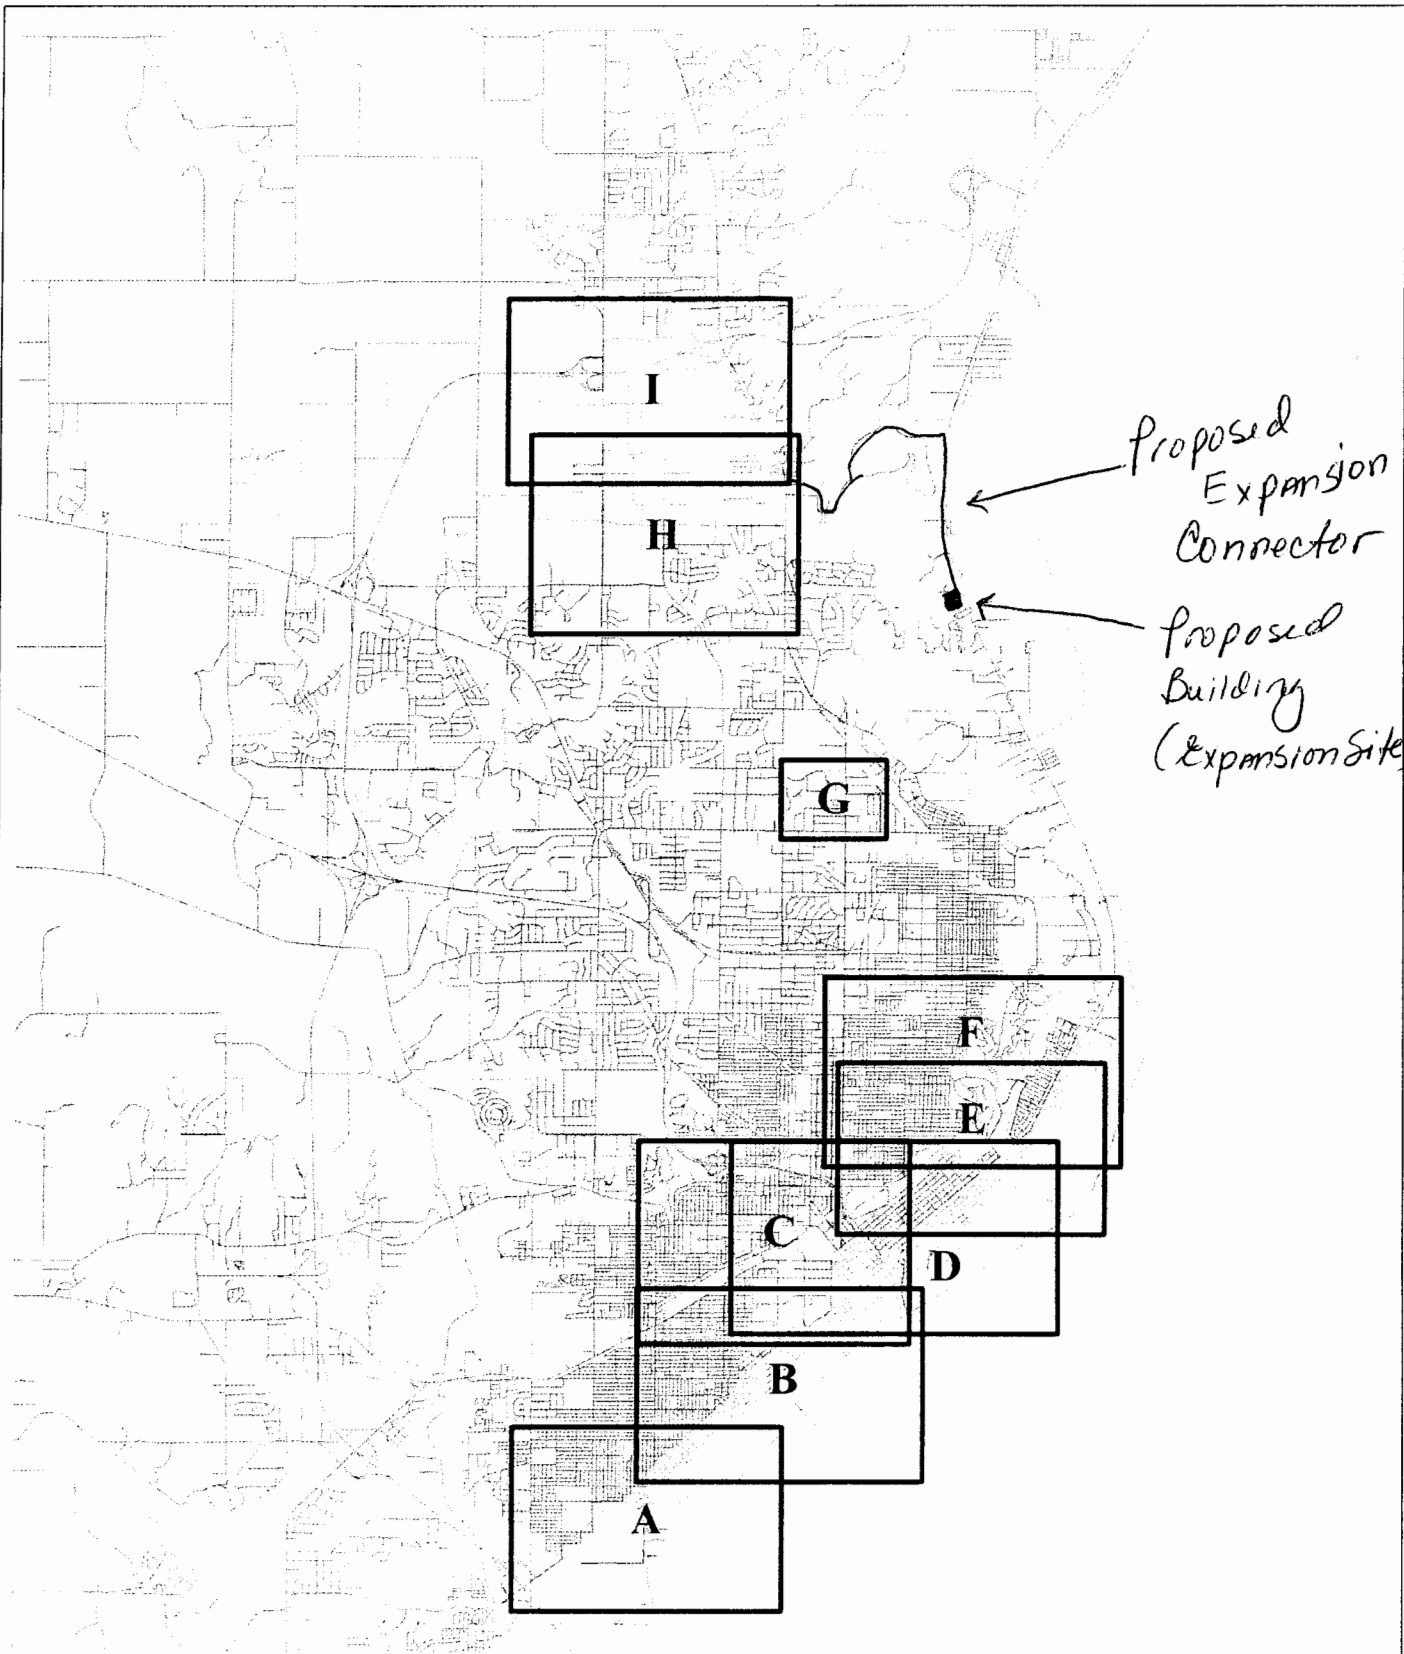 I
Proposed
Expansion
Connector
H
Proposed
Building
(Expansion Site)
G
F
E
C
D
B
A